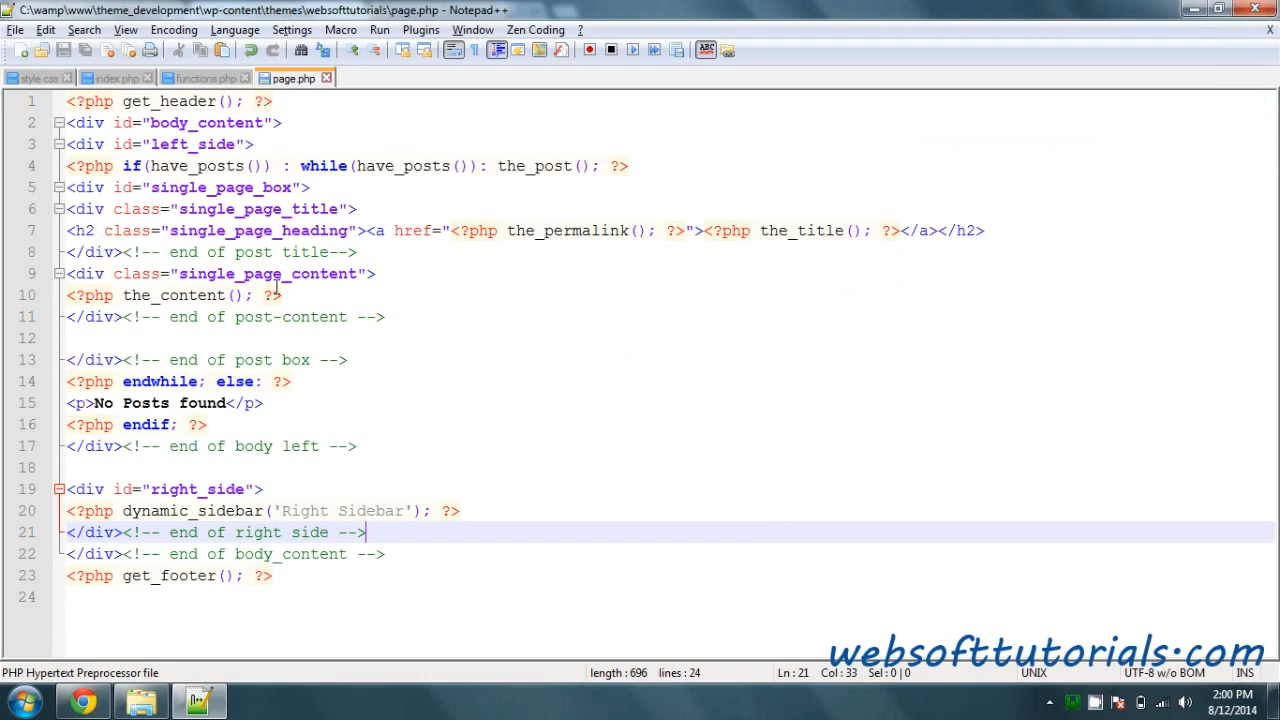 C:\wamp\www\theme_development\wp-content\themes\websofttutorials\page.php - Notepad++
File Edit Search View Encoding Language Settings Macro Run Plugins Window Zen Coding ? X
style.css index.php functions.php page.php
1 <?php get_header(); ?>
2 <div id="body_content">
3 <div id="left_side">
4 <?php if(have_posts()) : while(have_posts()): the_post(); ?>
5 <div id="single_page_box">
6 <div class="single_page_title">
7 <h2 class="single_page_heading"><a href="<?php the_permalink(); ?>"><?php the_title(); ?></a></h2>
8 </div><!-- end of post title-->
9 <div class="single_page_content">
10 <?php the_content(); ?>
11 </div><!-- end of post-content -->
12
13 </div><!-- end of post box -->
14 <?php endwhile; else: ?>
15 <p>No Posts found</p>
16 <?php endif; ?>
17 </div><!-- end of body left -->
18
19 <div id="right_side">
20 <?php dynamic_sidebar('Right Sidebar'); ?>
21 </div><!-- end of right side -->
22 </div><!-- end of body_content -->
23 <?php get_footer(); ?>
24
websofttutorials.com
PHP Hypertext Preprocessor file length : 696 lines : 24 Ln : 21 Col : 33 Sel : 0 | 0 UNIX UTF-8 w/o BOM INS
2:00 PM
8/12/2014